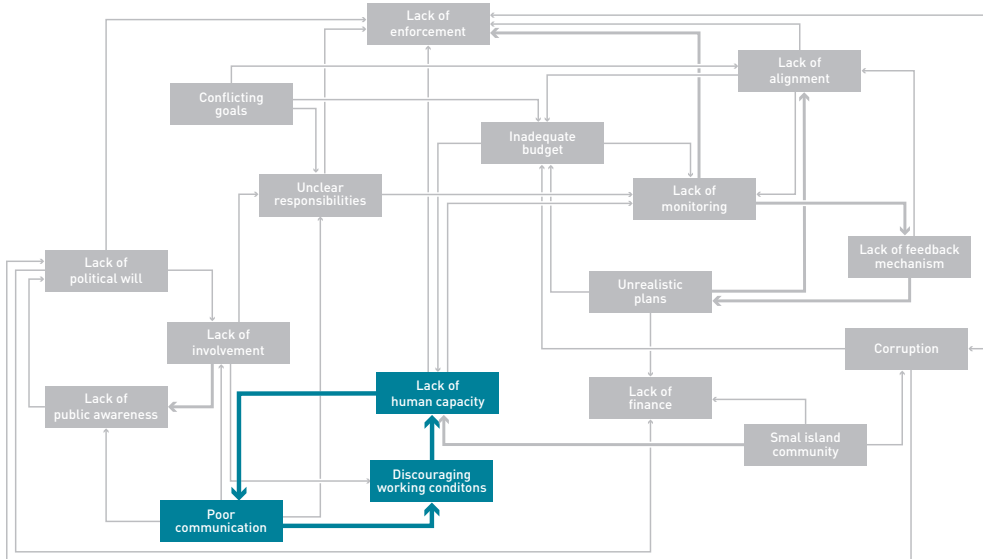 Lack of
enforcement
Lack of
alignment
Conflicting
goals
Inadequate
budget
Unclear
responsibilities
Lack of
monitoring
Lack of feedback
mechanism
Lack of
political will
Unrealistic
plans
Lack of
involvement
Corruption
Lack of
public awareness
Lack of
human capacity
Lack of
finance
Smal island
community
Discouraging
working conditons
Poor
communication